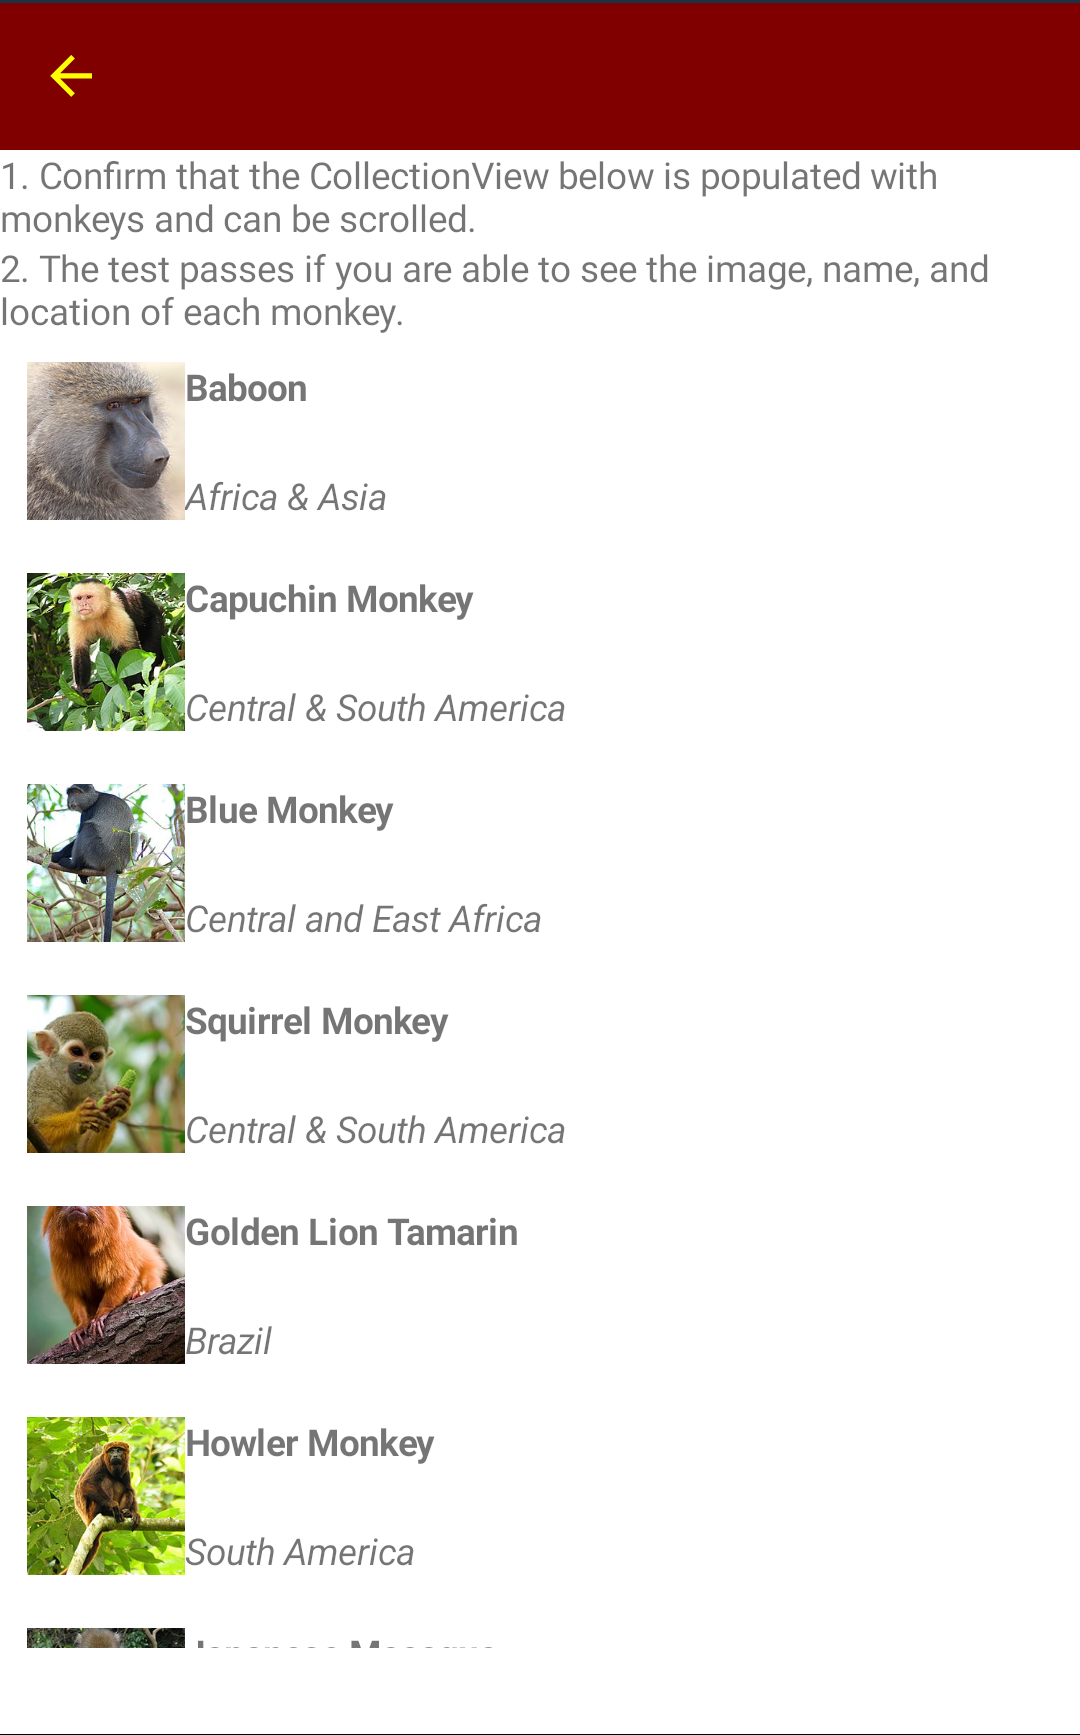 1. Confirm that the CollectionView below is populated with
monkeys and can be scrolled.
2. The test passes if you are able to see the image, name, and
location of each monkey.
Baboon
Africa & Asia
Capuchin Monkey
Central & South America
Blue Monkey
Central and East Africa
Squirrel Monkey
Central & South America
Golden Lion Tamarin
Brazil
Howler Monkey
South America